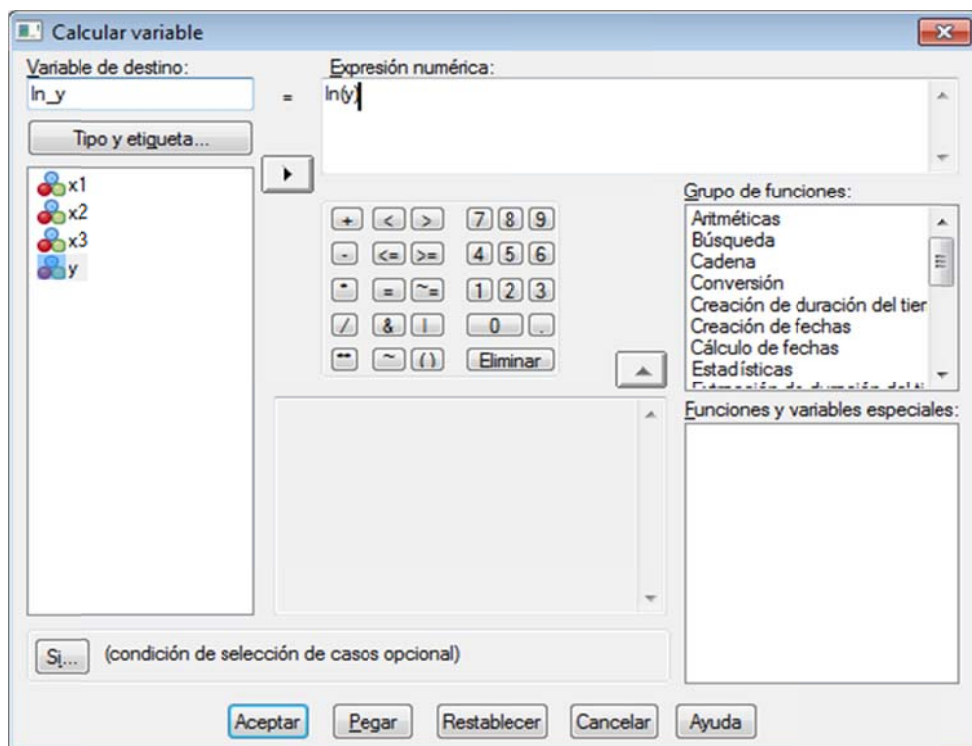 Calcular variable
Variable de destino:
ln_y
Tipo y etiqueta...
=
Expresión numérica:
ln(y)
x1
x2
x3
y
+ < > 7 8 9
- <= >= 4 5 6
* = ~= 1 2 3
/ & | 0 .
** ~ ( ) Eliminar
Grupo de funciones:
Aritméticas
Búsqueda
Cadena
Conversión
Creación de duración del tier
Creación de fechas
Cálculo de fechas
Estadísticas
Funciones y variables especiales:
Si...
(condición de selección de casos opcional)
Aceptar Pegar Restablecer Cancelar Ayuda